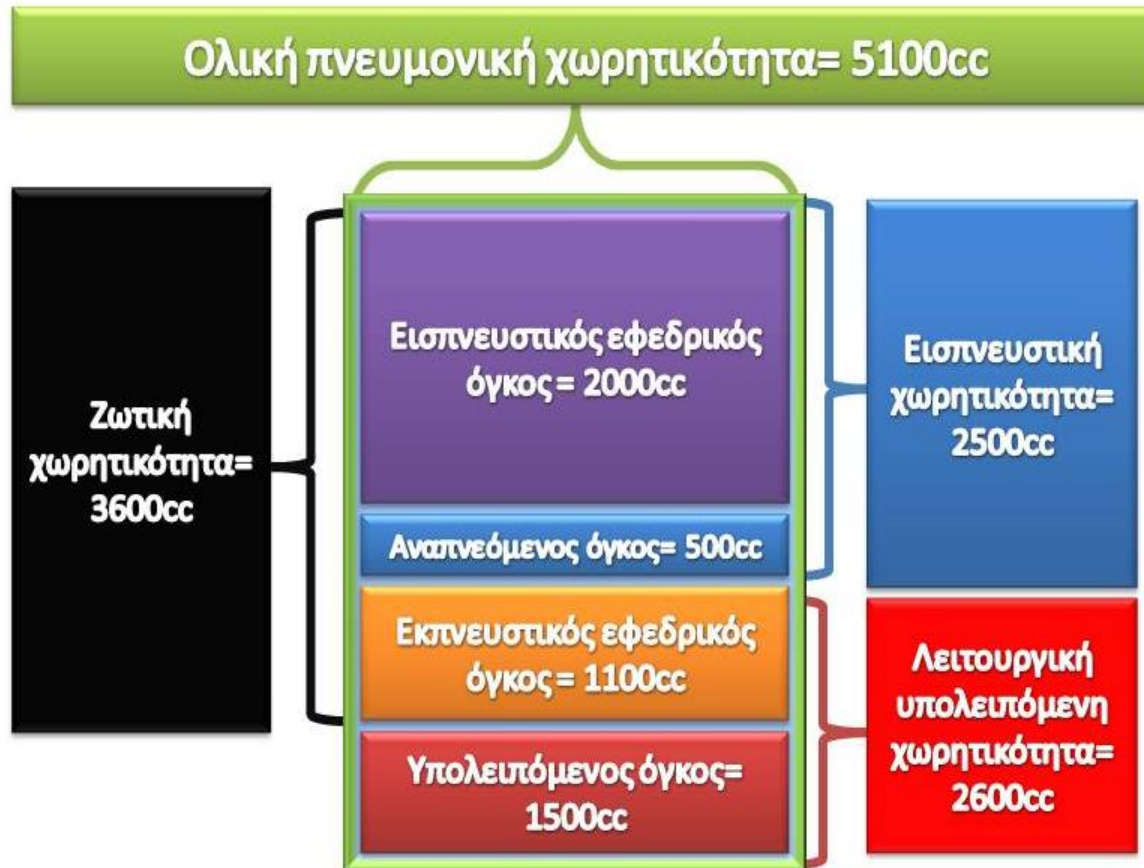 Ολική πνευμονική χωρητικότητα= 5100cc
Ζωτική
χωρητικότητα=
3600cc
Εισπνευστικός εφεδρικός
όγκος = 2000cc
Αναπνεόμενος όγκος= 500cc
Εκπνευστικός εφεδρικός
όγκος = 1100cc
Υπολειπόμενος όγκος=
1500cc
Εισπνευστική
χωρητικότητα=
2500cc
Λειτουργική
υπολειπόμενη
χωρητικότητα=
2600cc